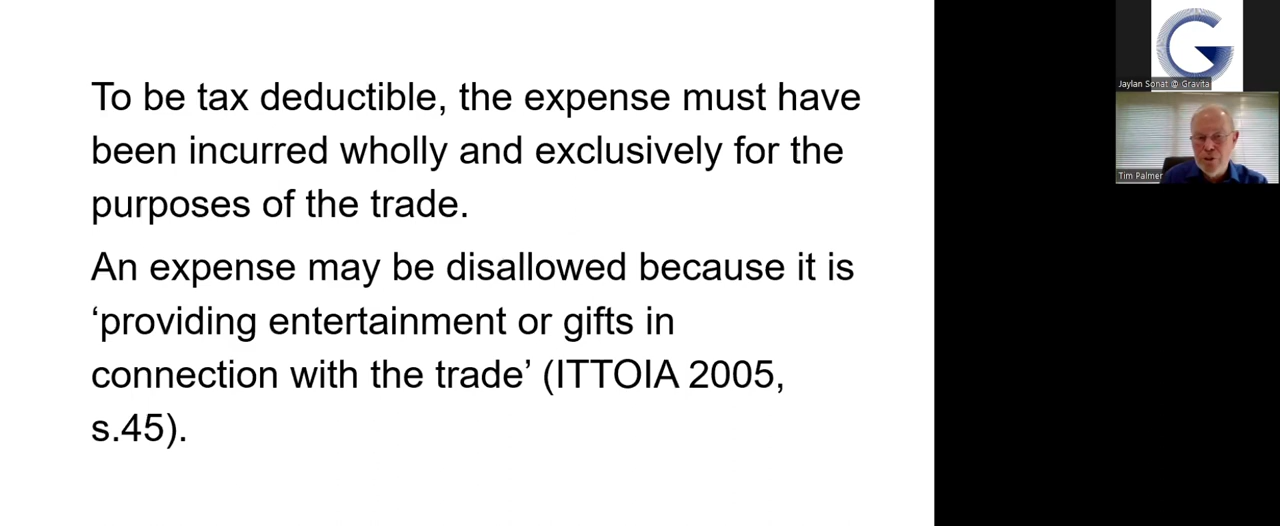 To be tax deductible, the expense must have
been incurred wholly and exclusively for the
purposes of the trade.
An expense may be disallowed because it is
‘providing entertainment or gifts in
connection with the trade’ (ITTOIA 2005,
s.45).
G
Jaylan Sonat @ Gravita
Tim Palmer